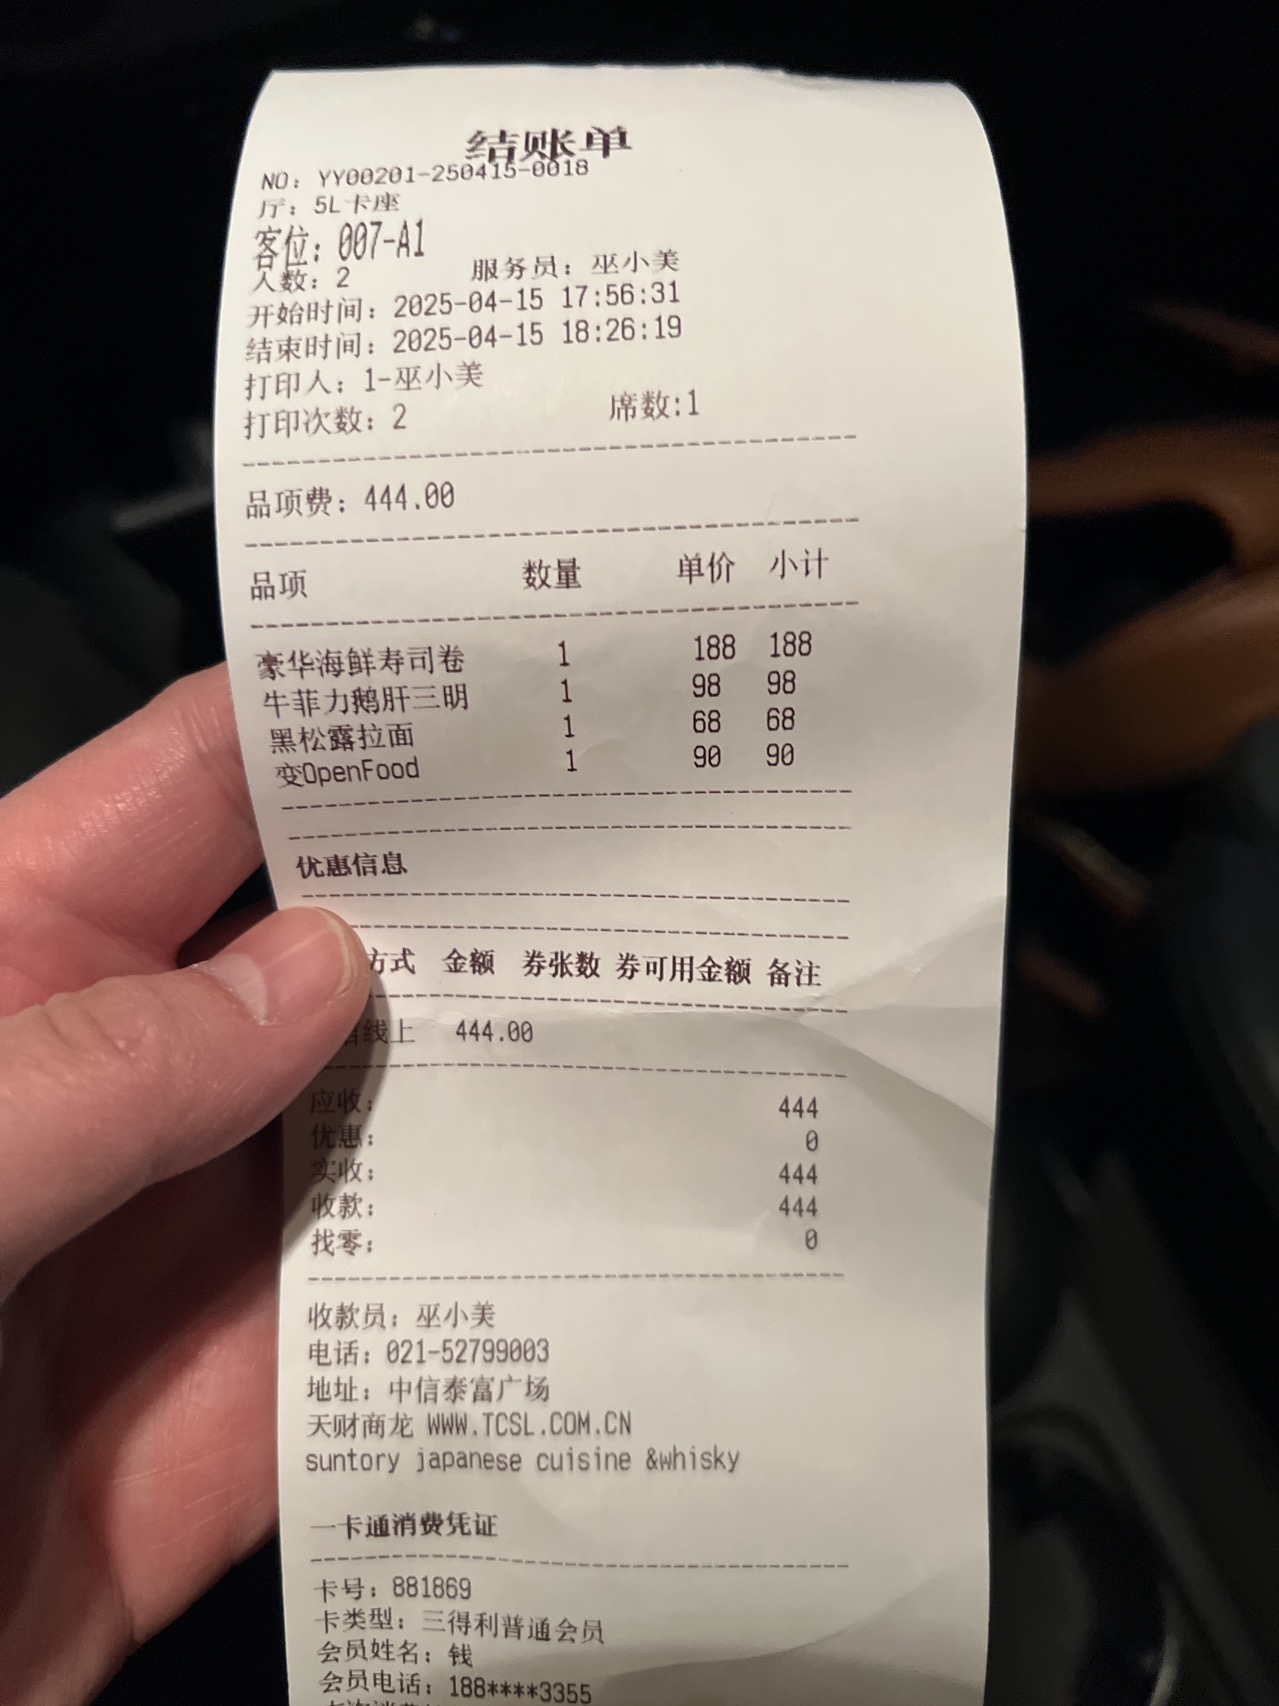 结账单
NO: YY00201-250415-0018
厅: 5L卡座
客位: 007-A1
人数: 2 服务员: 巫小美
开始时间: 2025-04-15 17:56:31
结束时间: 2025-04-15 18:26:19
打印人: 1-巫小美
打印次数: 2 席数:1
品项费: 444.00
品项 数量 单价 小计
豪华海鲜寿司卷 1 188 188
牛菲力鹅肝三明 1 98 98
黑松露拉面 1 68 68
变OpenFood 1 90 90
优惠信息
方式 金额 券张数 券可用金额 备注
线上 444.00
应收: 444
优惠: 0
实收: 444
收款: 444
找零: 0
收款员: 巫小美
电话: 021-52799003
地址: 中信泰富广场
天财商龙 WWW.TCSL.COM.CN
suntory japanese cuisine &whisky
一卡通消费凭证
卡号: 881869
卡类型: 三得利普通会员
会员姓名: 钱
会员电话: 188****3355